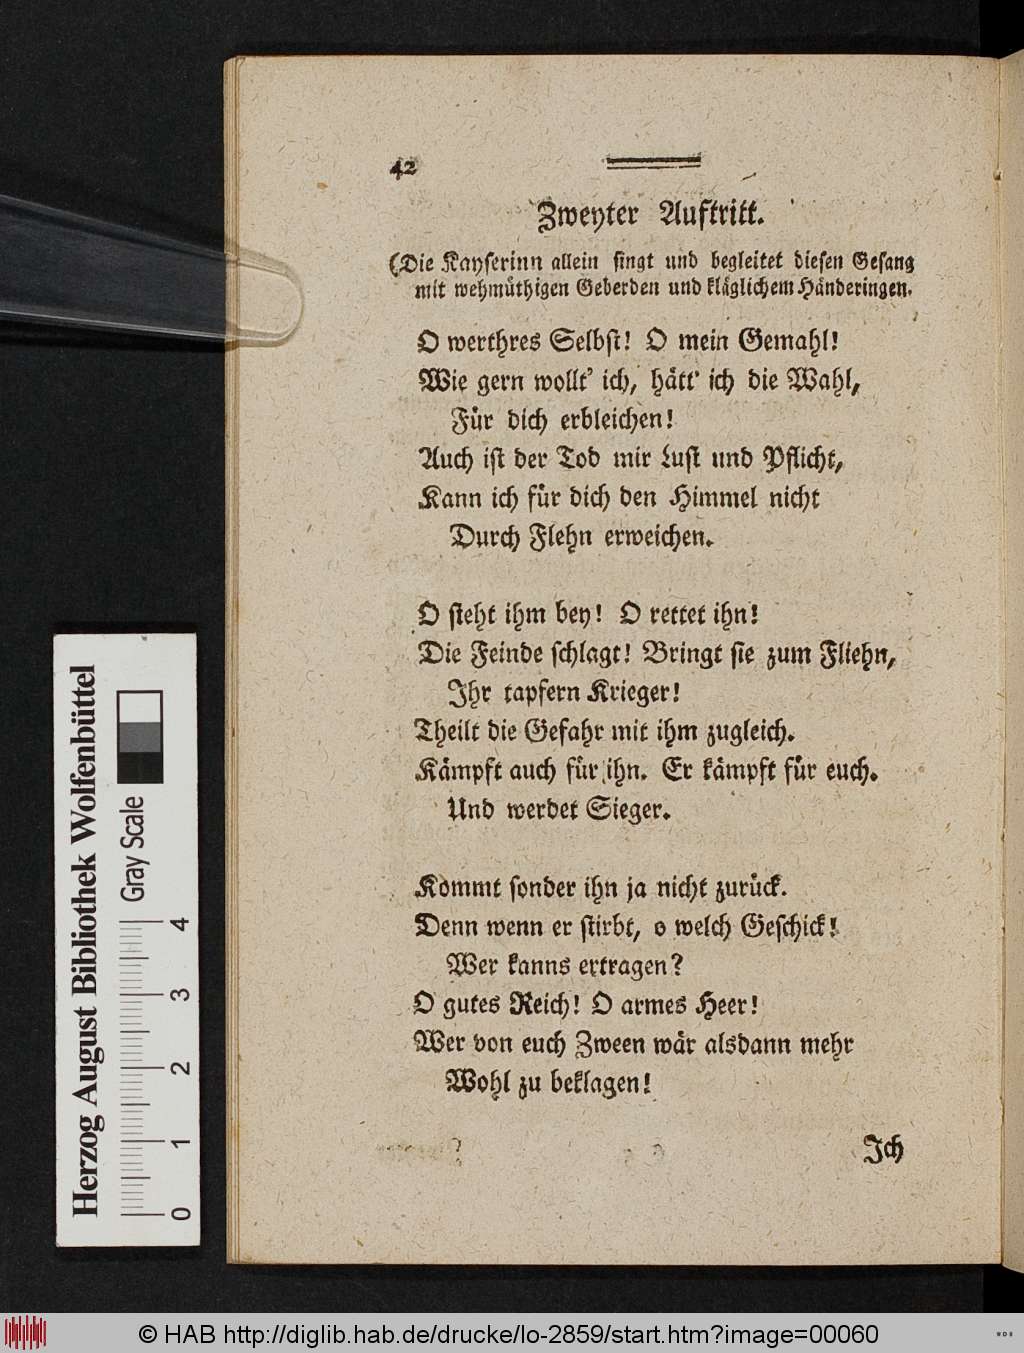 42
Zweyter Auftritt.
(Die Kayserinn allein singt und begleitet diesen Gesang
mit wehmüthigen Geberden und kläglichem Händeringen.
O werthres Selbst! O mein Gemahl!
Wie gern wollt' ich, hätt' ich die Wahl,
Für dich erbleichen!
Auch ist der Tod mir Lust und Pflicht,
Kann ich für dich den Himmel nicht
Durch Flehn erweichen.
O steht ihm bey! O rettet ihn!
Die Feinde schlagt! Bringt sie zum Fliehn,
Ihr tapfern Krieger!
Theilt die Gefahr mit ihm zugleich.
Kämpft auch für ihn. Er kämpft für euch.
Und werdet Sieger.
Kommt sonder ihn ja nicht zurück.
Denn wenn er stirbt, o welch Geschick!
Wer kanns ertragen?
O gutes Reich! O armes Heer!
Wer von euch Zween wär alsdann mehr
Wohl zu beklagen!
Ich
Herzog August Bibliothek Wolfenbüttel
Gray Scale
0 1 2 3 4
© HAB http://diglib.hab.de/drucke/lo-2859/start.htm?image=00060